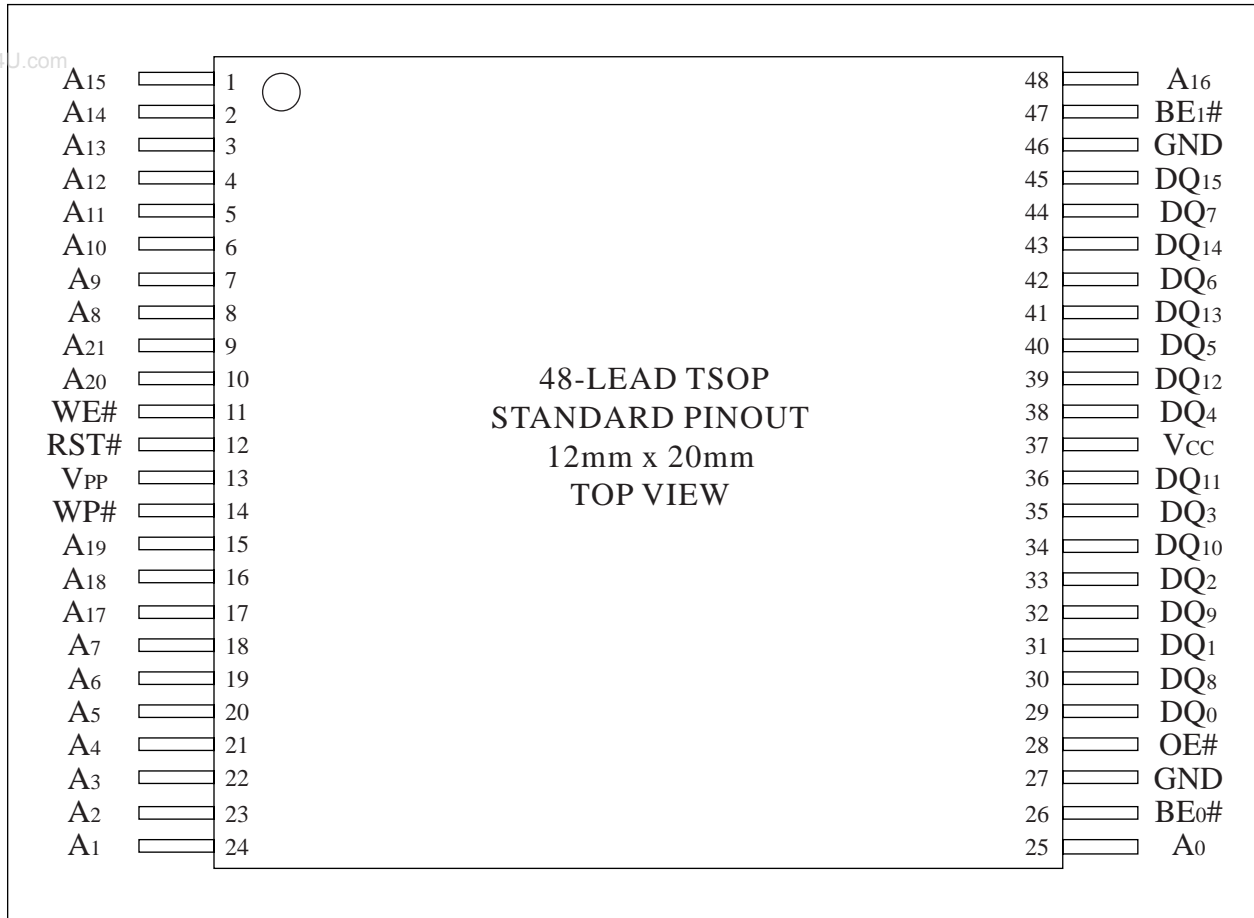 4U.com
A15 1 48 A16
A14 2 47 BE1#
A13 3 46 GND
A12 4 45 DQ15
A11 5 44 DQ7
A10 6 43 DQ14
A9 7 42 DQ6
A8 8 41 DQ13
A21 9 40 DQ5
A20 10 39 DQ12
WE# 11 38 DQ4
RST# 12 37 VCC
VPP 13 36 DQ11
WP# 14 35 DQ3
A19 15 34 DQ10
A18 16 33 DQ2
A17 17 32 DQ9
A7 18 31 DQ1
A6 19 30 DQ8
A5 20 29 DQ0
A4 21 28 OE#
A3 22 27 GND
A2 23 26 BE0#
A1 24 25 A0
48-LEAD TSOP
STANDARD PINOUT
12mm x 20mm
TOP VIEW